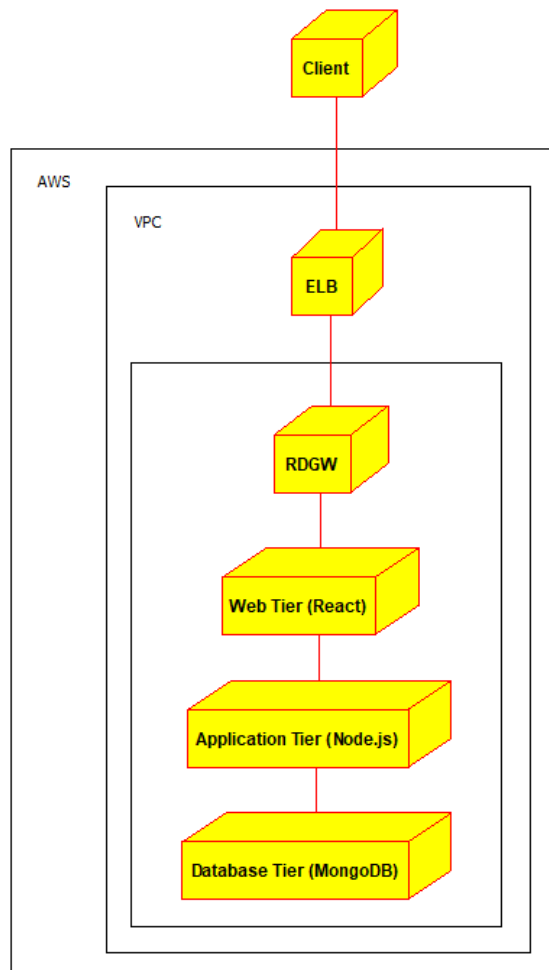 Client
AWS
VPC
ELB
RDGW
Web Tier (React)
Application Tier (Node.js)
Database Tier (MongoDB)